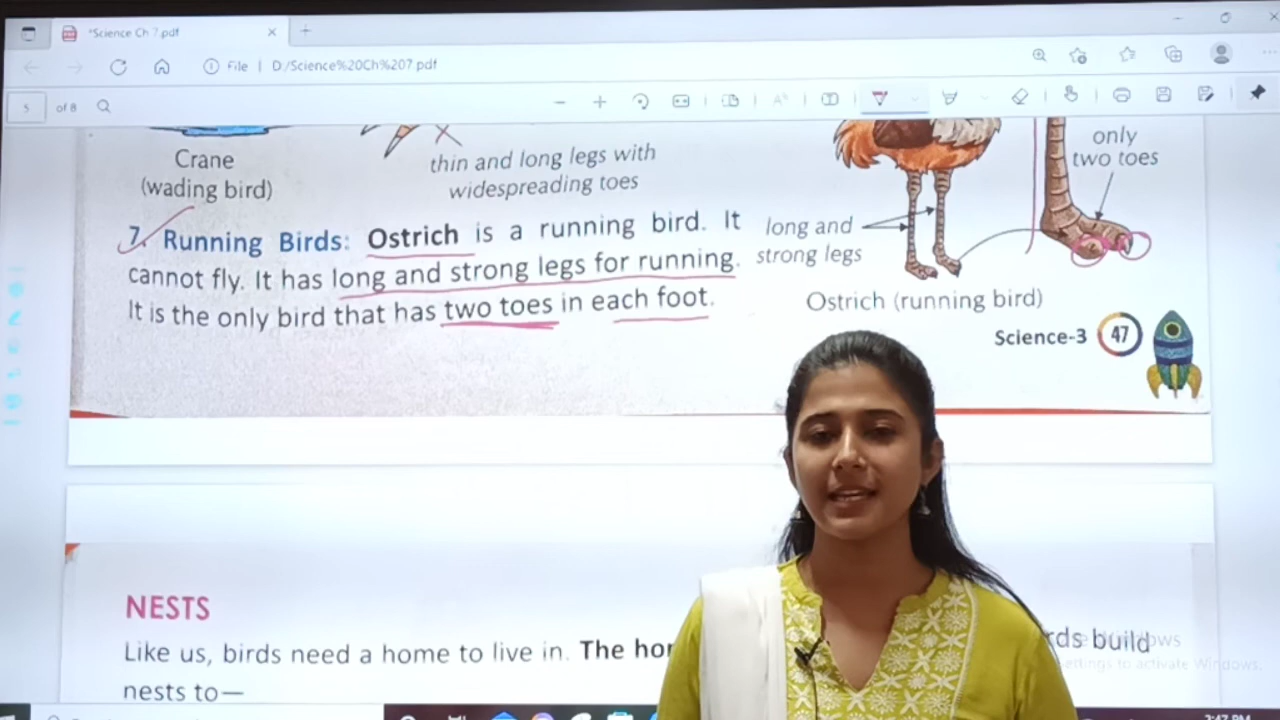 *Science Ch 7.pdf
File | D:/Science%20Ch%207.pdf
5 of 8
Crane
(wading bird)
thin and long legs with
widespreading toes
only
two toes
7. Running Birds: Ostrich is a running bird. It
cannot fly. It has long and strong legs for running.
It is the only bird that has two toes in each foot.
long and
strong legs
Ostrich (running bird)
Science-3 47
NESTS
Like us, birds need a home to live in. The build
nests to—
to activate Windows.